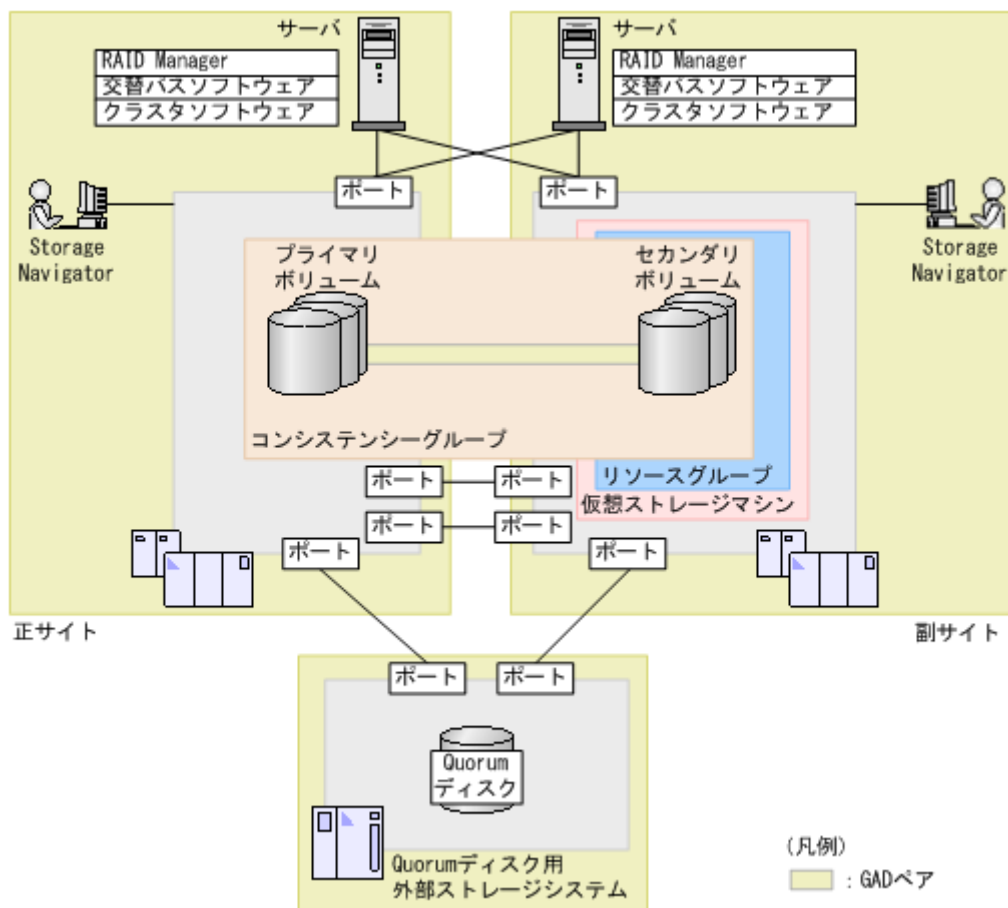 サーバ
RAID Manager
交替パスソフトウェア
クラスタソフトウェア
サーバ
RAID Manager
交替パスソフトウェア
クラスタソフトウェア
ポート
ポート
Storage
Navigator
Storage
Navigator
プライマリ
ボリューム
セカンダリ
ボリューム
コンシステンシーグループ
リソースグループ
仮想ストレージマシン
ポート
ポート
ポート
ポート
ポート
ポート
正サイト
副サイト
ポート
ポート
Quorum
ディスク
Quorumディスク用
外部ストレージシステム
(凡例)
：GADペア